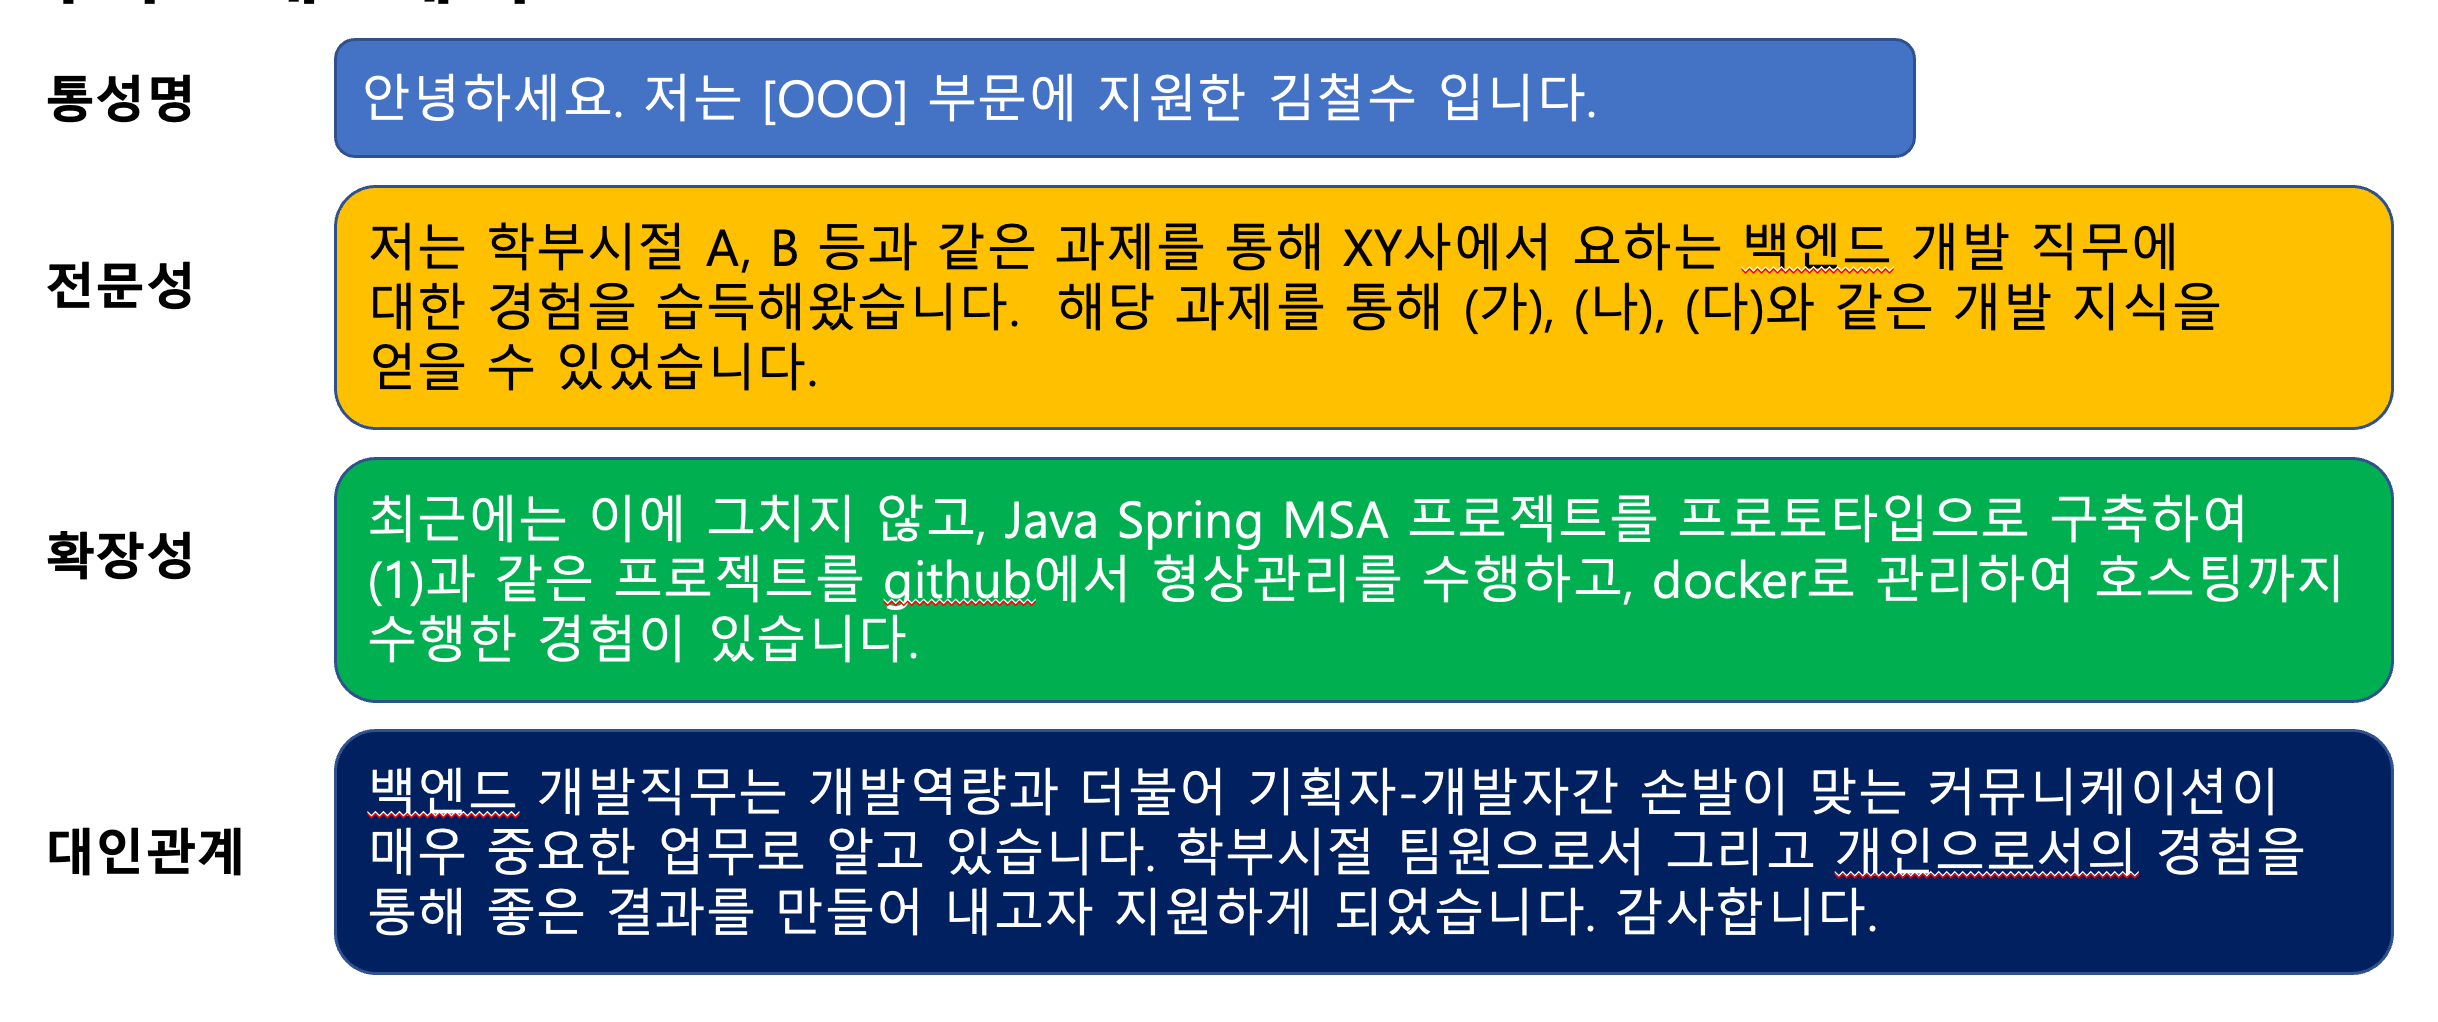 통성명
안녕하세요. 저는 [OOO] 부문에 지원한 김철수 입니다.
전문성
저는 학부시절 A, B 등과 같은 과제를 통해 XY사에서 요하는 백엔드 개발 직무에
대한 경험을 습득해왔습니다.  해당 과제를 통해 (가), (나), (다)와 같은 개발 지식을
얻을 수 있었습니다.
확장성
최근에는 이에 그치지 않고, Java Spring MSA 프로젝트를 프로토타입으로 구축하여
(1)과 같은 프로젝트를 github에서 형상관리를 수행하고, docker로 관리하여 호스팅까지
수행한 경험이 있습니다.
대인관계
백엔드 개발직무는 개발역량과 더불어 기획자-개발자간 손발이 맞는 커뮤니케이션이
매우 중요한 업무로 알고 있습니다. 학부시절 팀원으로서 그리고 개인으로서의 경험을
통해 좋은 결과를 만들어 내고자 지원하게 되었습니다. 감사합니다.